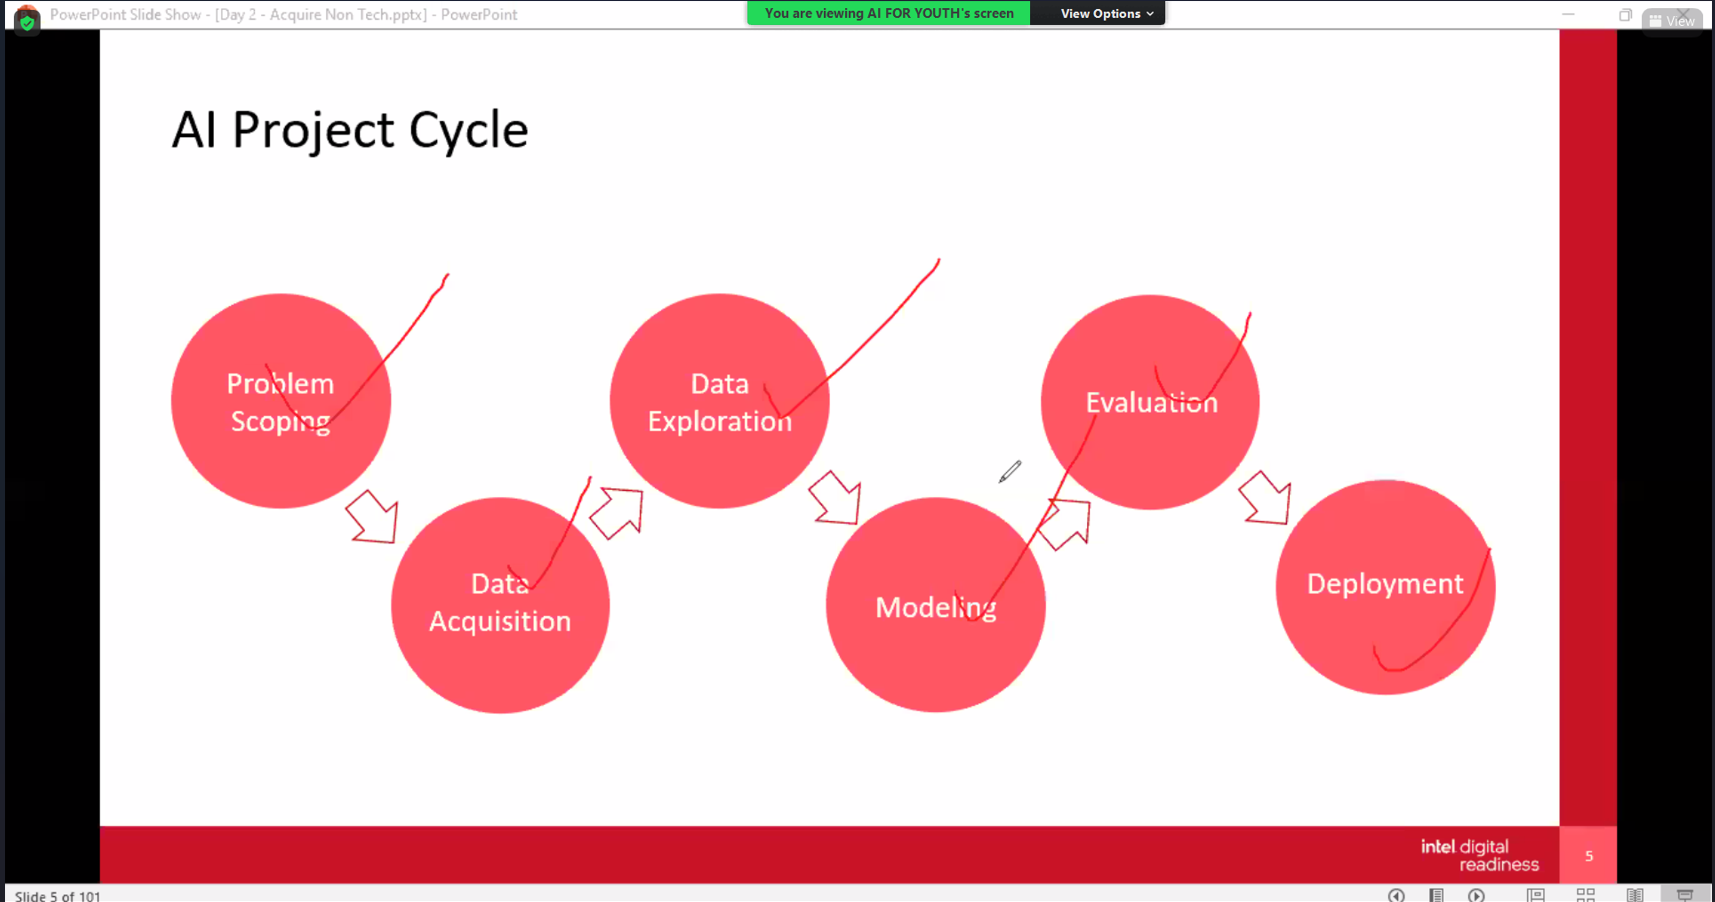 PowerPoint Slide Show - [Day 2 - Acquire Non Tech.pptx] - PowerPoint
You are viewing AI FOR YOUTH's screen
View Options
View
AI Project Cycle
Problem
Scoping
Data
Acquisition
Data
Exploration
Modeling
Evaluation
Deployment
intel digital
readiness
5
Slide 5 of 101